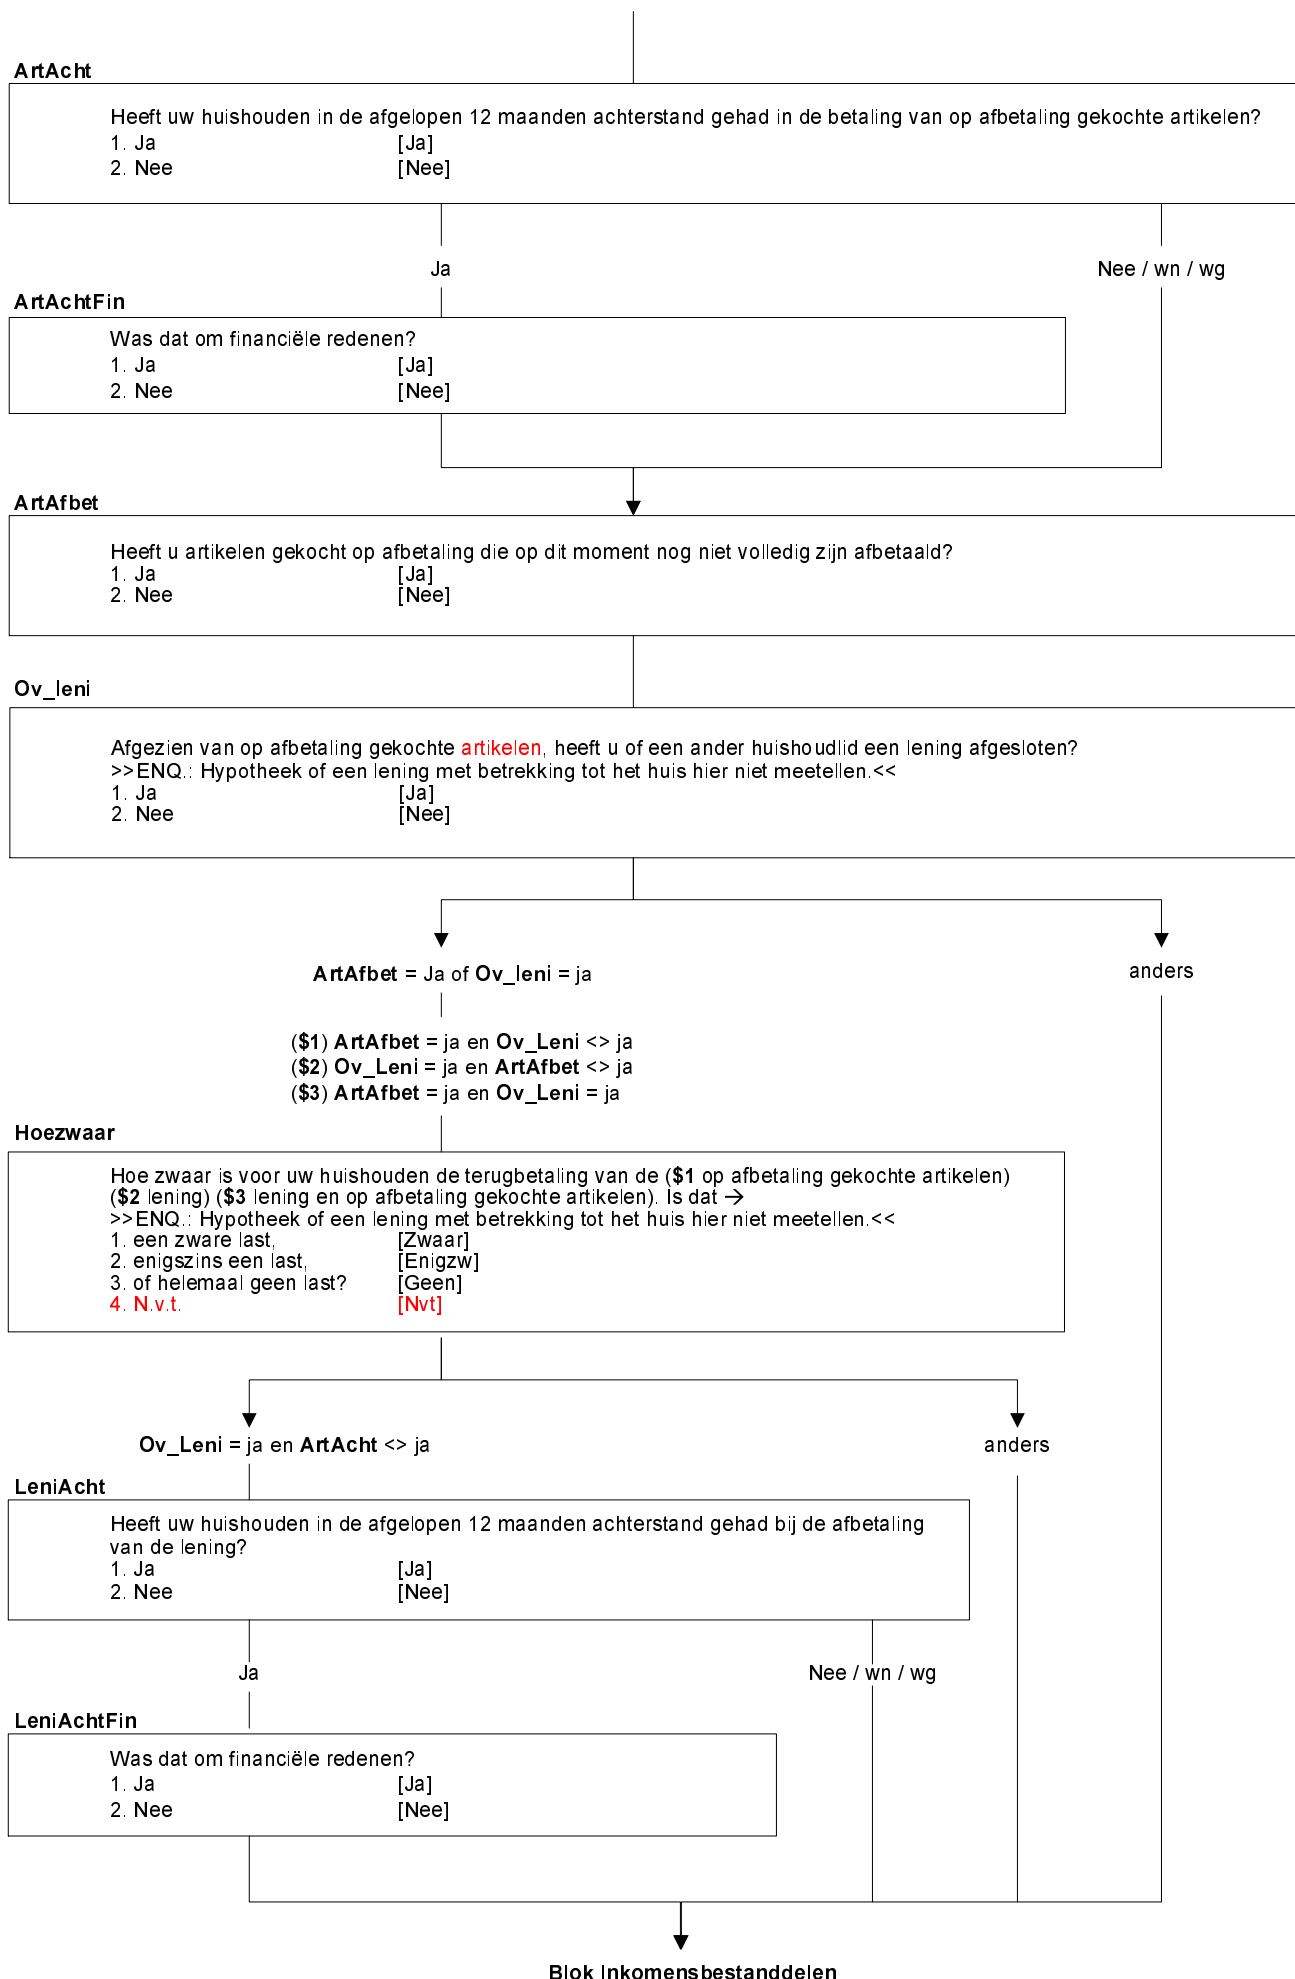 ArtAcht
Heeft uw huishouden in de afgelopen 12 maanden achterstand gehad in de betaling van op afbetaling gekochte artikelen?
1. Ja [Ja]
2. Nee [Nee]
Ja Nee / wn / wg
ArtAchtFin
Was dat om financiële redenen?
1. Ja [Ja]
2. Nee [Nee]
ArtAfbet
Heeft u artikelen gekocht op afbetaling die op dit moment nog niet volledig zijn afbetaald?
1. Ja [Ja]
2. Nee [Nee]
Ov_leni
Afgezien van op afbetaling gekochte artikelen, heeft u of een ander huishoudlid een lening afgesloten?
>>ENQ.: Hypotheek of een lening met betrekking tot het huis hier niet meetellen.<<
1. Ja [Ja]
2. Nee [Nee]
ArtAfbet = Ja of Ov_leni = ja anders
($1) ArtAfbet = ja en Ov_Leni <> ja
($2) Ov_Leni = ja en ArtAfbet <> ja
($3) ArtAfbet = ja en Ov_Leni = ja
Hoezwaar
Hoe zwaar is voor uw huishouden de terugbetaling van de ($1 op afbetaling gekochte artikelen)
($2 lening) ($3 lening en op afbetaling gekochte artikelen). Is dat →
>>ENQ.: Hypotheek of een lening met betrekking tot het huis hier niet meetellen.<<
1. een zware last, [Zwaar]
2. enigszins een last, [Enigzw]
3. of helemaal geen last? [Geen]
4. N.v.t. [Nvt]
Ov_Leni = ja en ArtAcht <> ja anders
LeniAcht
Heeft uw huishouden in de afgelopen 12 maanden achterstand gehad bij de afbetaling
van de lening?
1. Ja [Ja]
2. Nee [Nee]
Ja Nee / wn / wg
LeniAchtFin
Was dat om financiële redenen?
1. Ja [Ja]
2. Nee [Nee]
Blok Inkomensbestanddelen